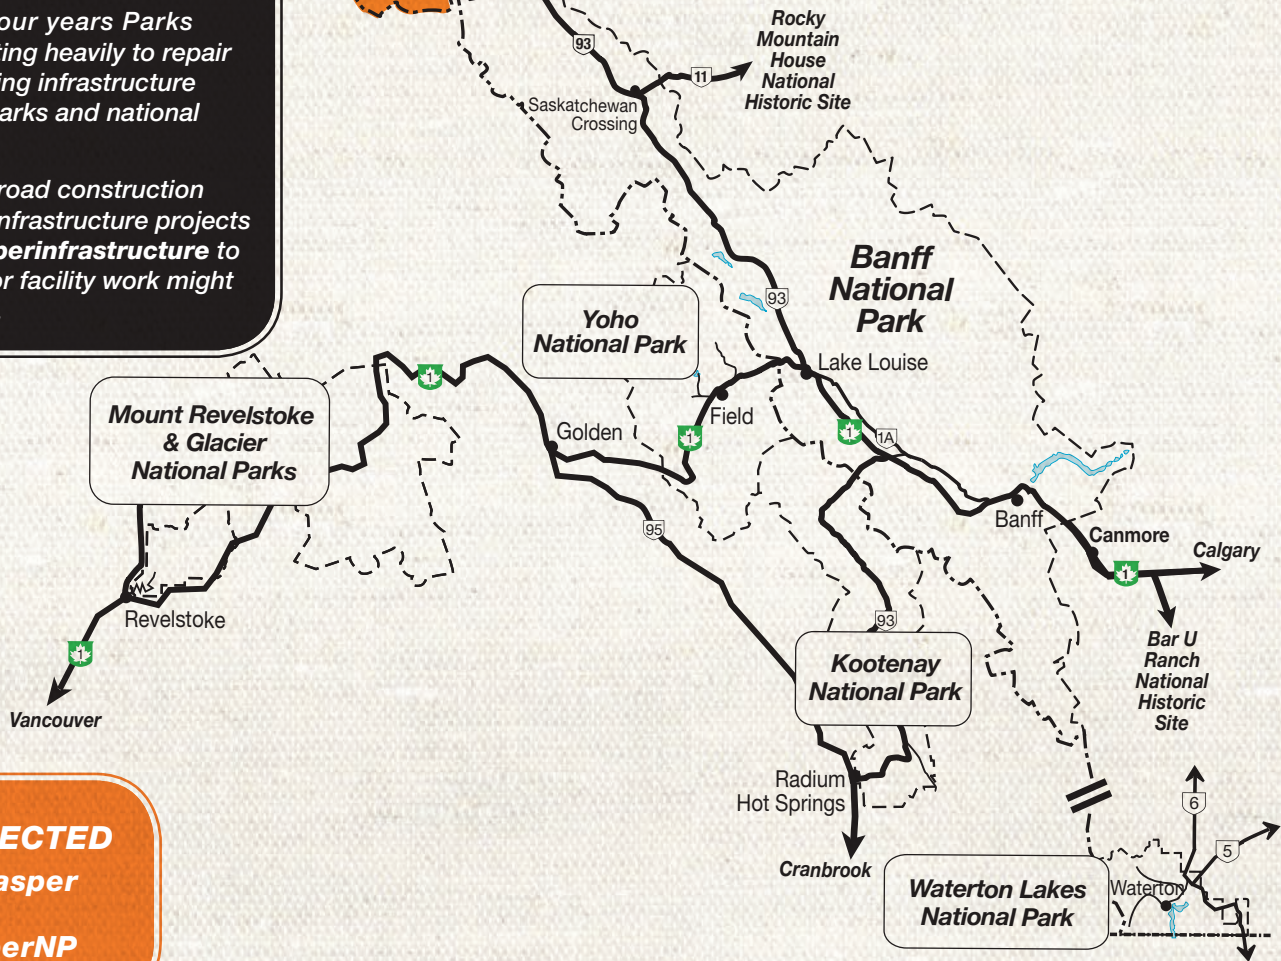 our years Parks
ting heavily to repair
ing infrastructure
arks and national
road construction
nfrastructure projects
perinfrastructure to
or facility work might
93
11
Rocky
Mountain
House
National
Historic Site
Saskatchewan
Crossing
Banff
National
Park
93
Yoho
National Park
Lake Louise
1
Mount Revelstoke
& Glacier
National Parks
Golden
Field
1
1
1A
95
Banff
Canmore
Calgary
1
Revelstoke
1
Vancouver
93
Kootenay
National Park
Bar U
Ranch
National
Historic
Site
Radium
Hot Springs
Cranbrook
6
5
Waterton Lakes
National Park
Waterton
ECTED
asper
erNP